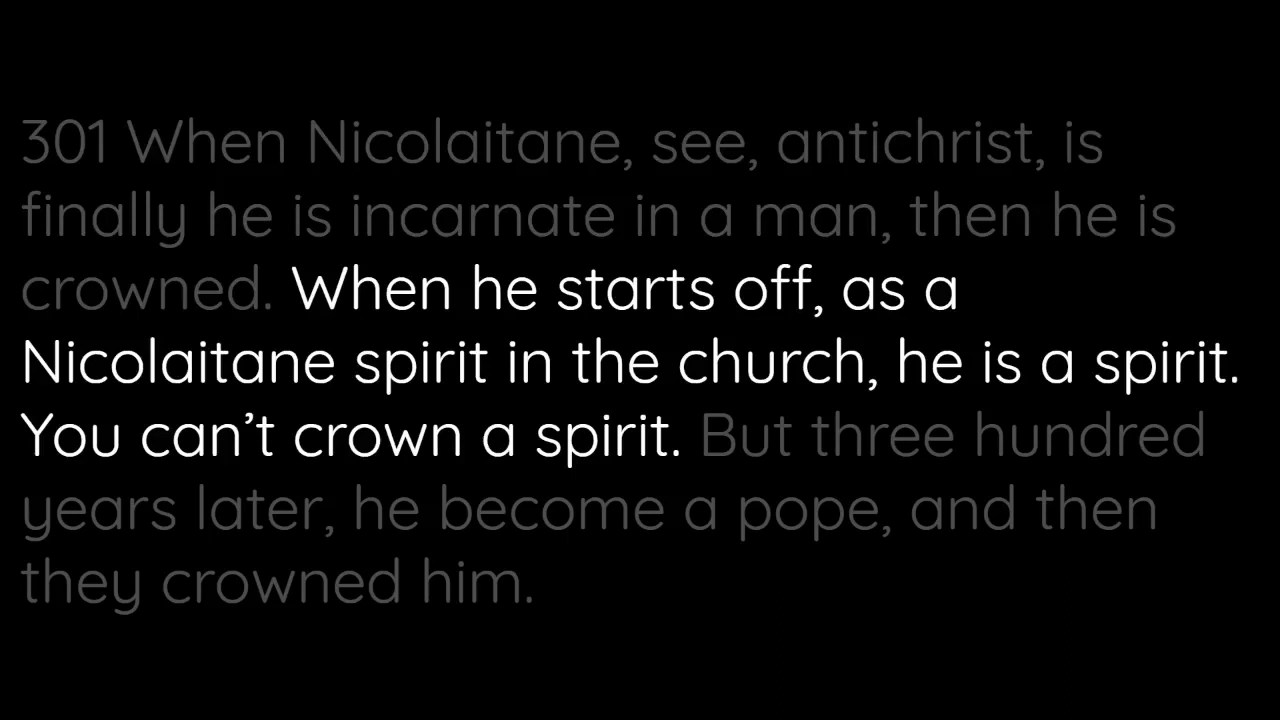 301 When Nicolaitane, see, antichrist, is
finally he is incarnate in a man, then he is
crowned. When he starts off, as a
Nicolaitane spirit in the church, he is a spirit.
You can’t crown a spirit. But three hundred
years later, he become a pope, and then
they crowned him.